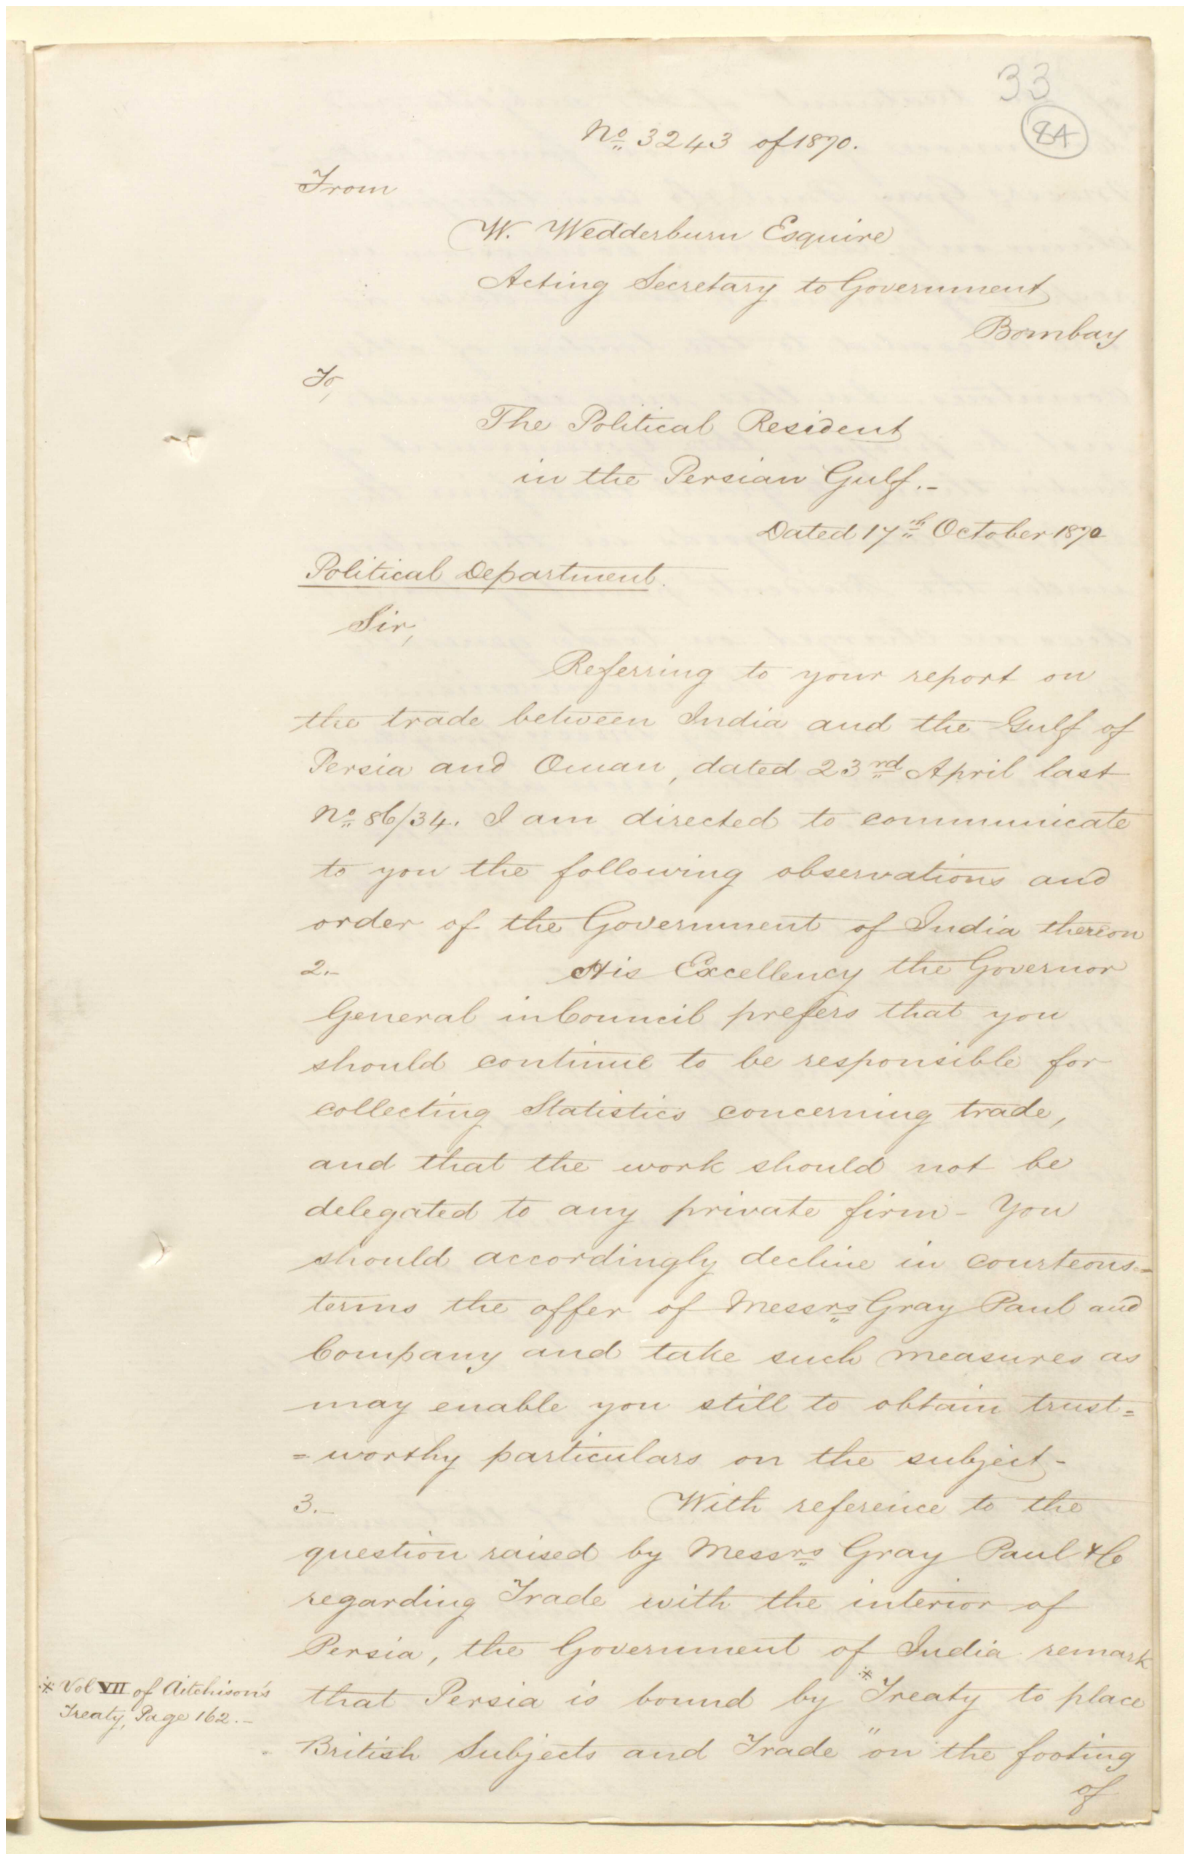 33
84
No 3243 of 1870.
From
W. Wedderburn Esquire
Acting Secretary to Government
Bombay
To,
The Political Resident
in the Persian Gulf.-
Dated 17th October 1870
Political Department.
Sir,
Referring to your report on
the trade between India and the Gulf of
Persia and Oman, dated 23rd April last
No 86/34. I am directed to communicate
to you the following observations and
order of the Government of India thereon
2.- His Excellency the Governor
General in Council prefers that you
should continue to be responsible for
collecting Statistics concerning trade,
and that the work should not be
delegated to any private firm - You
should accordingly decline in courteous-
terms the offer of Messrs Gray Paul and
Company and take such measures as
may enable you still to obtain trust=
=worthy particulars on the subject-
3.- With reference to the
question raised by Messrs Gray Paul & Co
regarding Trade with the interior of
Persia, the Government of India remark
* Vol VII of Aitchison's
Treaty, Page 162.-
that Persia is bound by *Treaty to place
British Subjects and Trade "on the footing
of